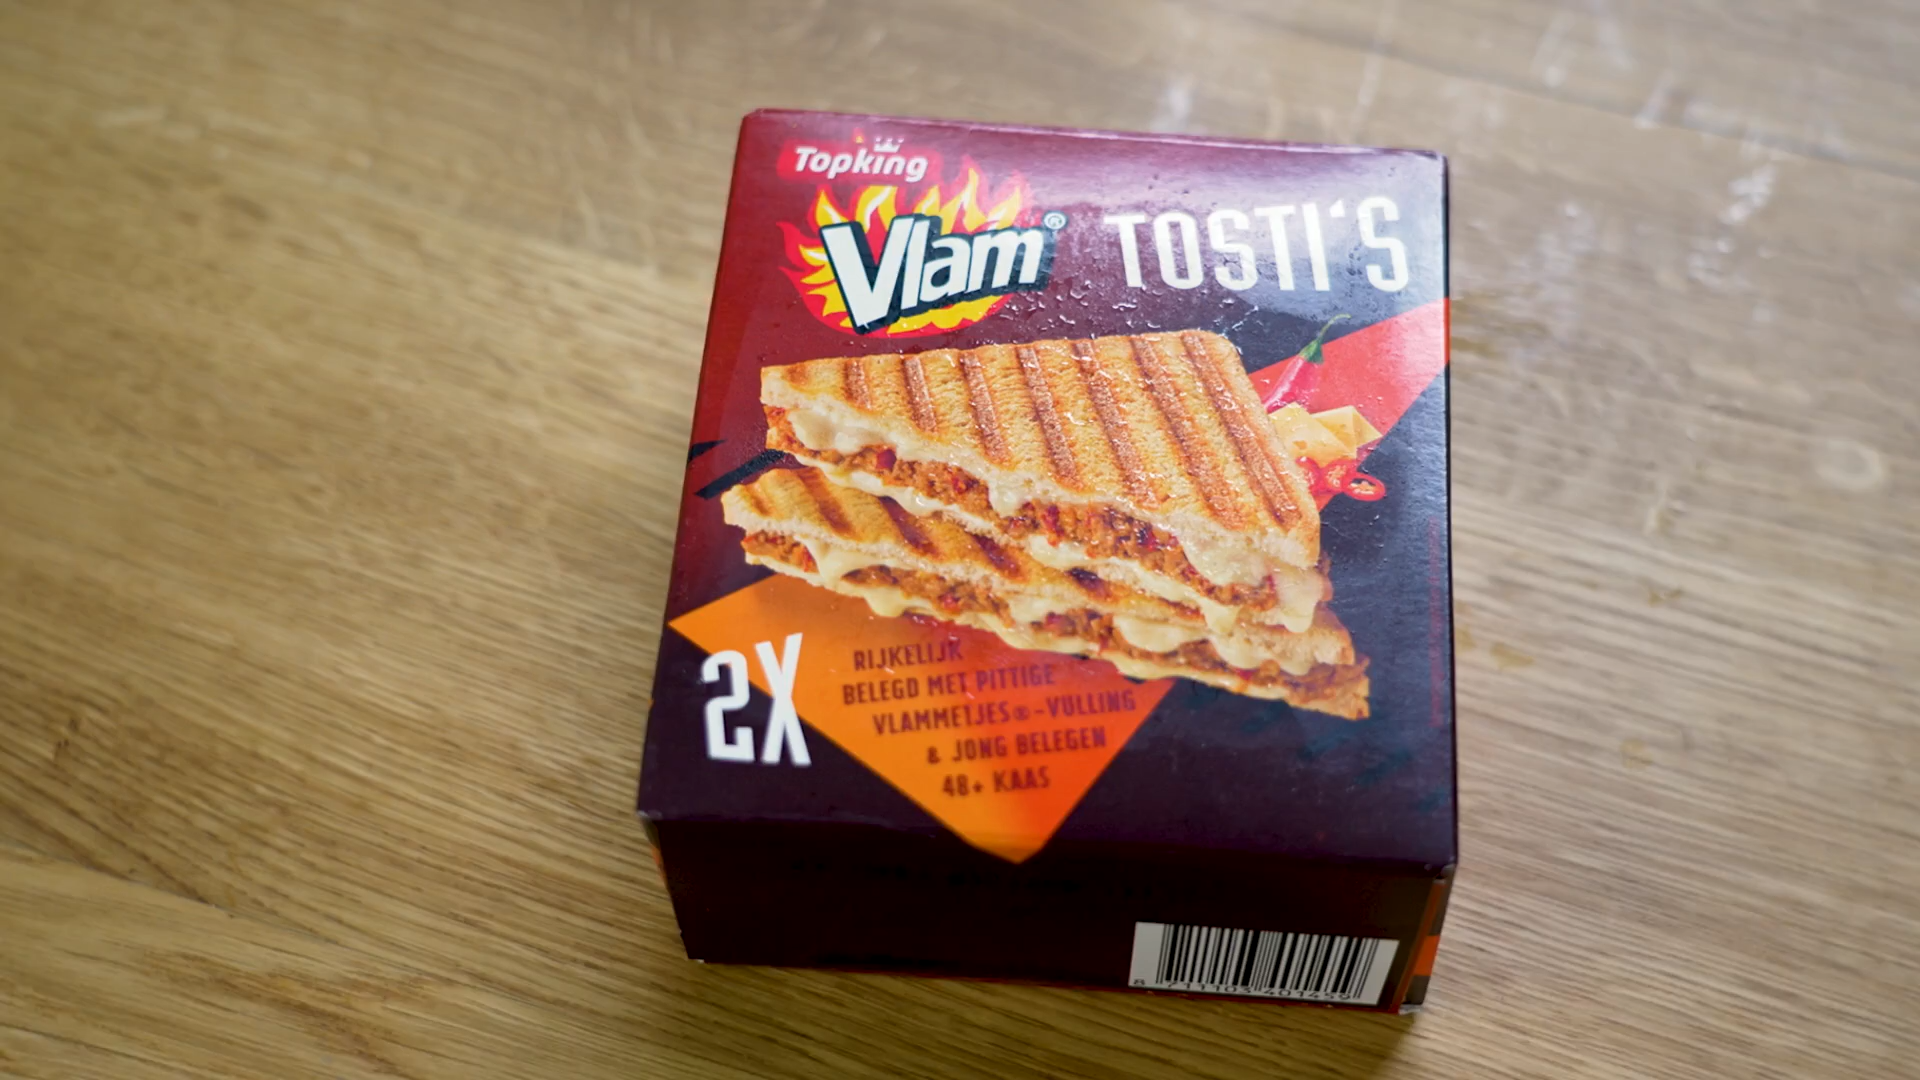 Topking
Vlam® TOSTI'S
2X
RIJKELIJK
BELEGD MET PITTIGE
VLAMMETJES®-VULLING
& JONG BELEGEN
48+ KAAS